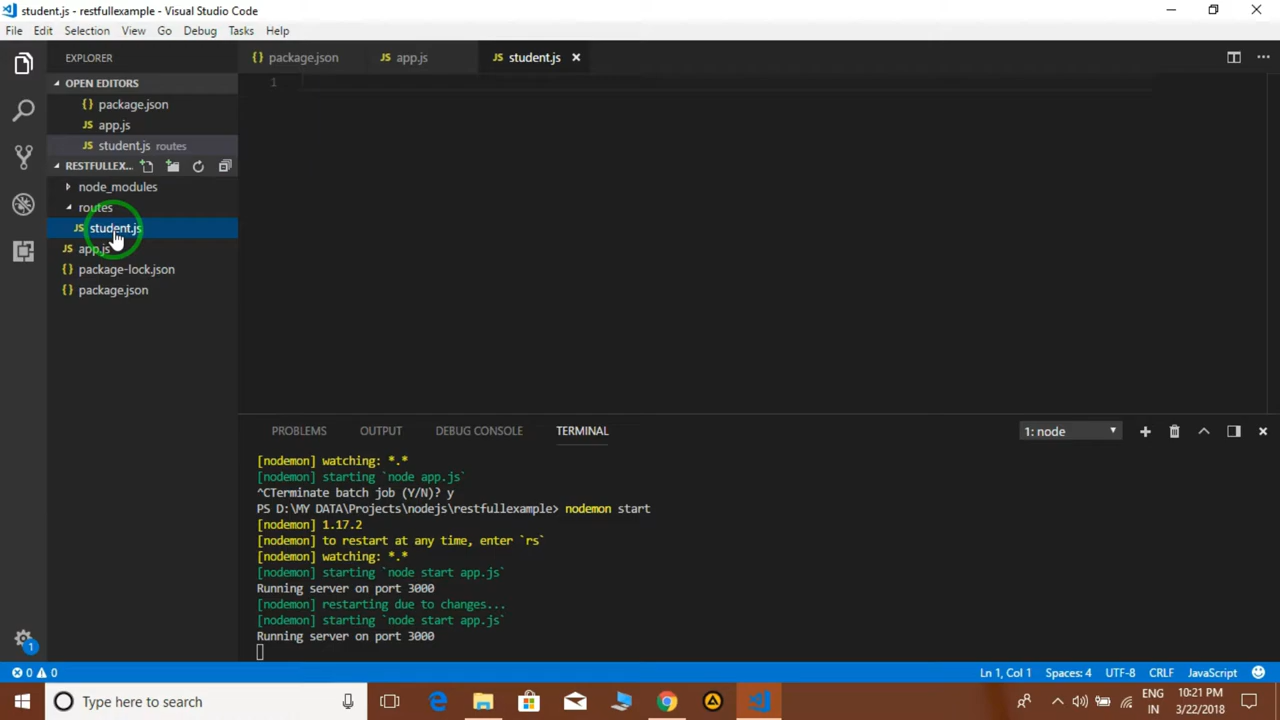 student.js - restfullexample - Visual Studio Code
File Edit Selection View Go Debug Tasks Help
EXPLORER
OPEN EDITORS
{} package.json
JS app.js
JS student.js routes
RESTFULLEX...
node_modules
routes
JS student.js
JS app.js
{} package-lock.json
{} package.json
{} package.json JS app.js JS student.js
1
PROBLEMS OUTPUT DEBUG CONSOLE TERMINAL 1: node
[nodemon] watching: *.*
[nodemon] starting `node app.js`
^CTerminate batch job (Y/N)? y
PS D:\MY DATA\Projects\nodejs\restfullexample> nodemon start
[nodemon] 1.17.2
[nodemon] to restart at any time, enter `rs`
[nodemon] watching: *.*
[nodemon] starting `node start app.js`
Running server on port 3000
[nodemon] restarting due to changes...
[nodemon] starting `node start app.js`
Running server on port 3000
1
0 0 Ln 1, Col 1 Spaces: 4 UTF-8 CRLF JavaScript
Type here to search ENG 10:21 PM
IN 3/22/2018